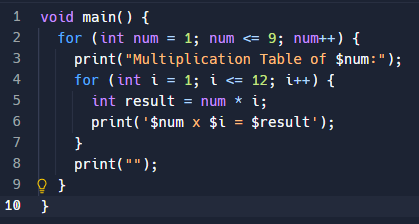 1 void main() {
2   for (int num = 1; num <= 9; num++) {
3     print("Multiplication Table of $num:");
4     for (int i = 1; i <= 12; i++) {
5       int result = num * i;
6       print('$num x $i = $result');
7     }
8     print("");
9   }
10 }